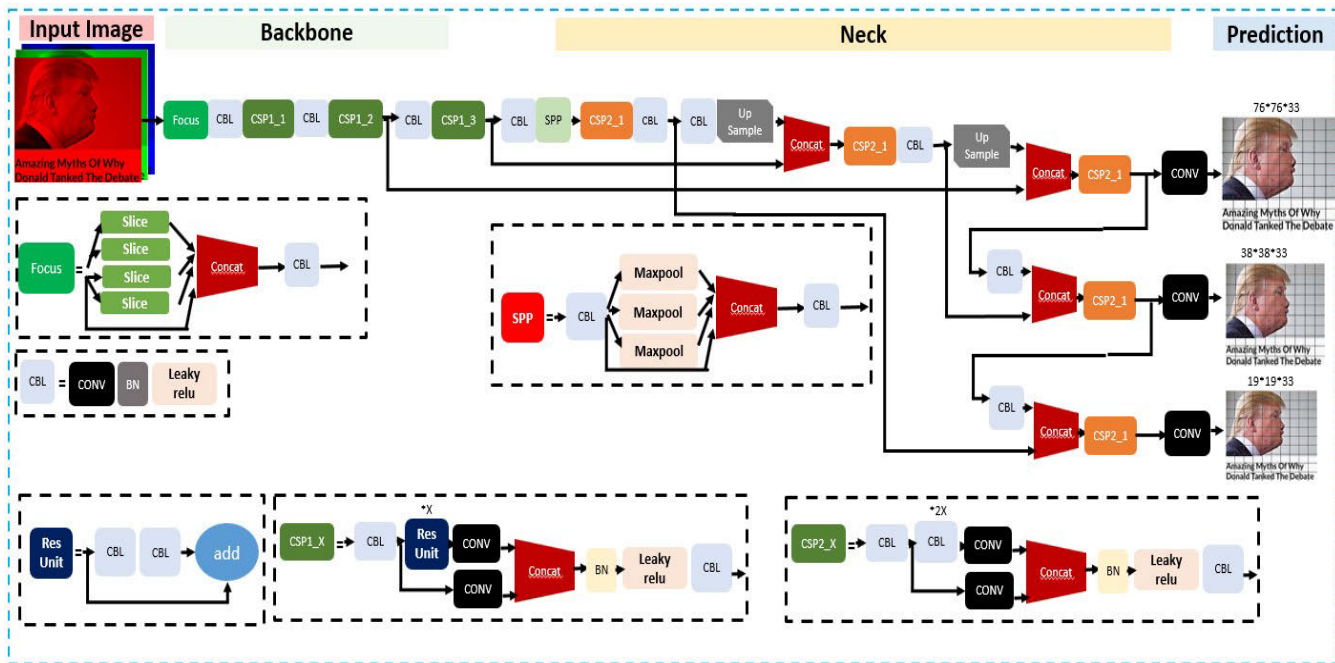 Input Image
Backbone
Neck
Prediction
Amazing Myths Of Why
Donald Tanked The Debate
Focus
CBL
CSP1_1
CBL
CSP1_2
CBL
CSP1_3
CBL
SPP
CSP2_1
CBL
CBL
Up
Sample
Concat
CSP2_1
CBL
Up
Sample
Concat
CSP2_1
CONV
76*76*33
Amazing Myths Of Why
Donald Tanked The Debate
CBL
Concat
CSP2_1
CONV
38*38*33
Amazing Myths Of Why
Donald Tanked The Debate
CBL
Concat
CSP2_1
CONV
19*19*33
Amazing Myths Of Why
Donald Tanked The Debate
Focus
=
Slice
Slice
Slice
Slice
Concat
CBL
SPP
=
CBL
Maxpool
Maxpool
Maxpool
Concat
CBL
CBL
=
CONV
BN
Leaky
relu
Res
Unit
=
CBL
CBL
add
CSP1_X
=
CBL
*X
Res
Unit
CONV
CONV
Concat
BN
Leaky
relu
CBL
CSP2_X
=
CBL
*2X
CBL
CONV
CONV
Concat
BN
Leaky
relu
CBL